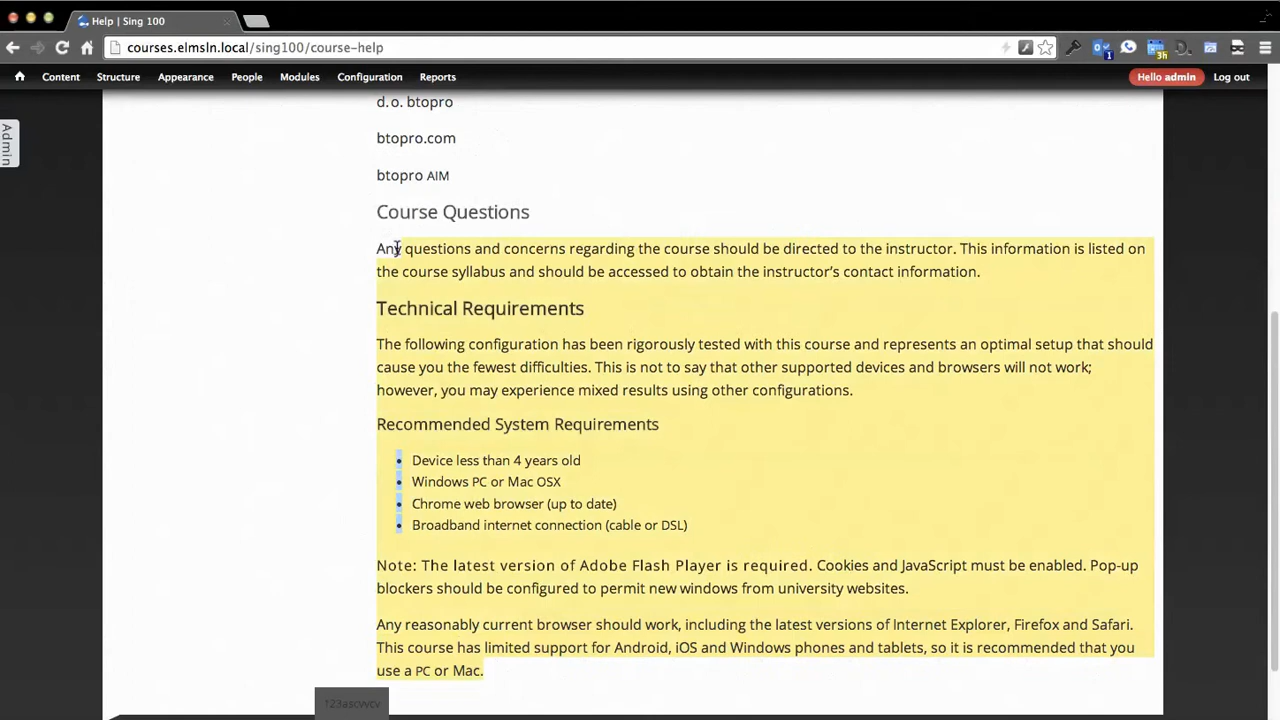 Help | Sing 100
courses.elmsln.local/sing100/course-help
1
3h
Content Structure Appearance People Modules Configuration Reports Hello admin Log out
Admin
d.o. btopro
btopro.com
btopro AIM
Course Questions
Any questions and concerns regarding the course should be directed to the instructor. This information is listed on
the course syllabus and should be accessed to obtain the instructor’s contact information.
Technical Requirements
The following configuration has been rigorously tested with this course and represents an optimal setup that should
cause you the fewest difficulties. This is not to say that other supported devices and browsers will not work;
however, you may experience mixed results using other configurations.
Recommended System Requirements
• Device less than 4 years old
• Windows PC or Mac OSX
• Chrome web browser (up to date)
• Broadband internet connection (cable or DSL)
Note: The latest version of Adobe Flash Player is required. Cookies and JavaScript must be enabled. Pop-up
blockers should be configured to permit new windows from university websites.
Any reasonably current browser should work, including the latest versions of Internet Explorer, Firefox and Safari.
This course has limited support for Android, iOS and Windows phones and tablets, so it is recommended that you
use a PC or Mac.